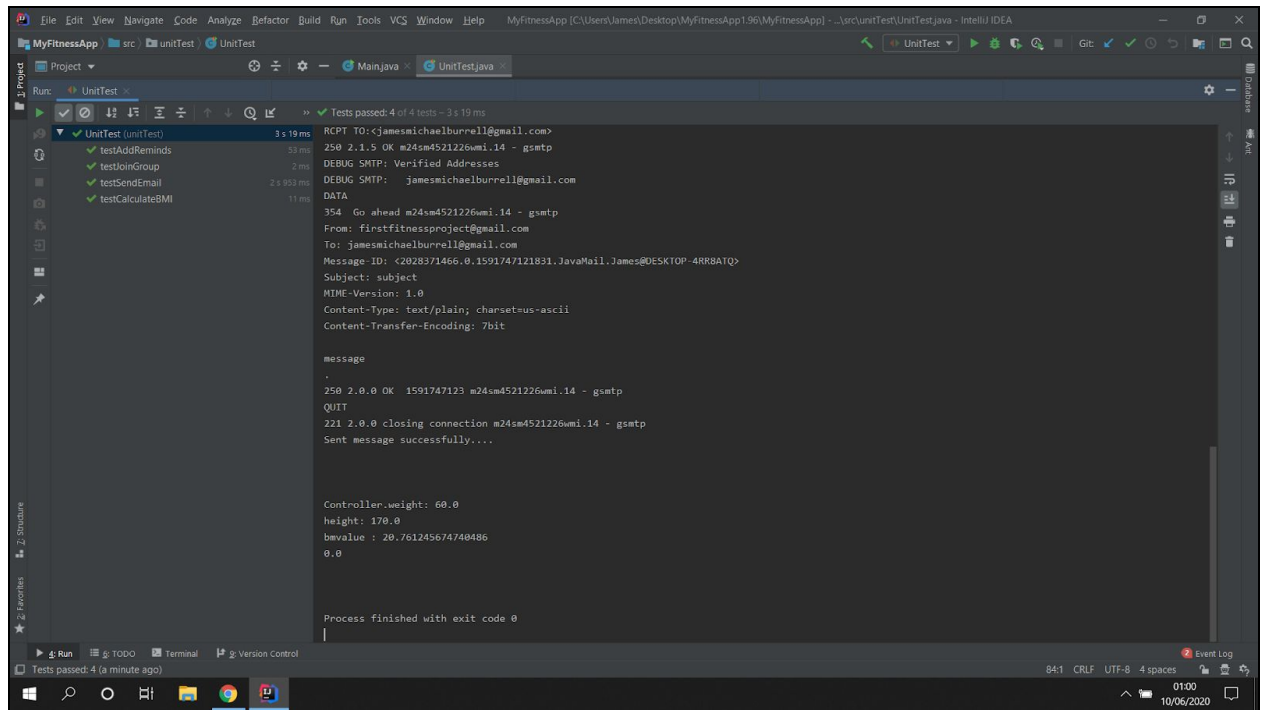 File Edit View Navigate Code Analyze Refactor Build Run Tools VCS Window Help MyFitnessApp [C:\Users\James\Desktop\MyFitnessApp1.96\MyFitnessApp] - ...\src\unitTest\UnitTest.java - IntelliJ IDEA
MyFitnessApp src unitTest UnitTest
UnitTest Git:
1: Project
Project
Main.java UnitTest.java
Database
Run: UnitTest
Tests passed: 4 of 4 tests – 3 s 19 ms
Ant
UnitTest (unitTest) 3 s 19 ms
testAddReminds 53 ms
testJoinGroup 2 ms
testSendEmail 2 s 953 ms
testCalculateBMI 11 ms
RCPT TO:<jamesmichaelburrell@gmail.com>
250 2.1.5 OK m24sm4521226wmi.14 - gsmtp
DEBUG SMTP: Verified Addresses
DEBUG SMTP:   jamesmichaelburrell@gmail.com
DATA
354  Go ahead m24sm4521226wmi.14 - gsmtp
From: firstfitnessproject@gmail.com
To: jamesmichaelburrell@gmail.com
Message-ID: <2028371466.0.1591747121831.JavaMail.James@DESKTOP-4RR8ATQ>
Subject: subject
MIME-Version: 1.0
Content-Type: text/plain; charset=us-ascii
Content-Transfer-Encoding: 7bit
message
.
250 2.0.0 OK  1591747123 m24sm4521226wmi.14 - gsmtp
QUIT
221 2.0.0 closing connection m24sm4521226wmi.14 - gsmtp
Sent message successfully....
Controller.weight: 60.0
height: 170.0
bmvalue : 20.761245674740486
0.0
Process finished with exit code 0
Z: Structure
2: Favorites
4: Run 6: TODO Terminal 9: Version Control 2 Event Log
Tests passed: 4 (a minute ago) 84:1 CRLF UTF-8 4 spaces
01:00
10/06/2020